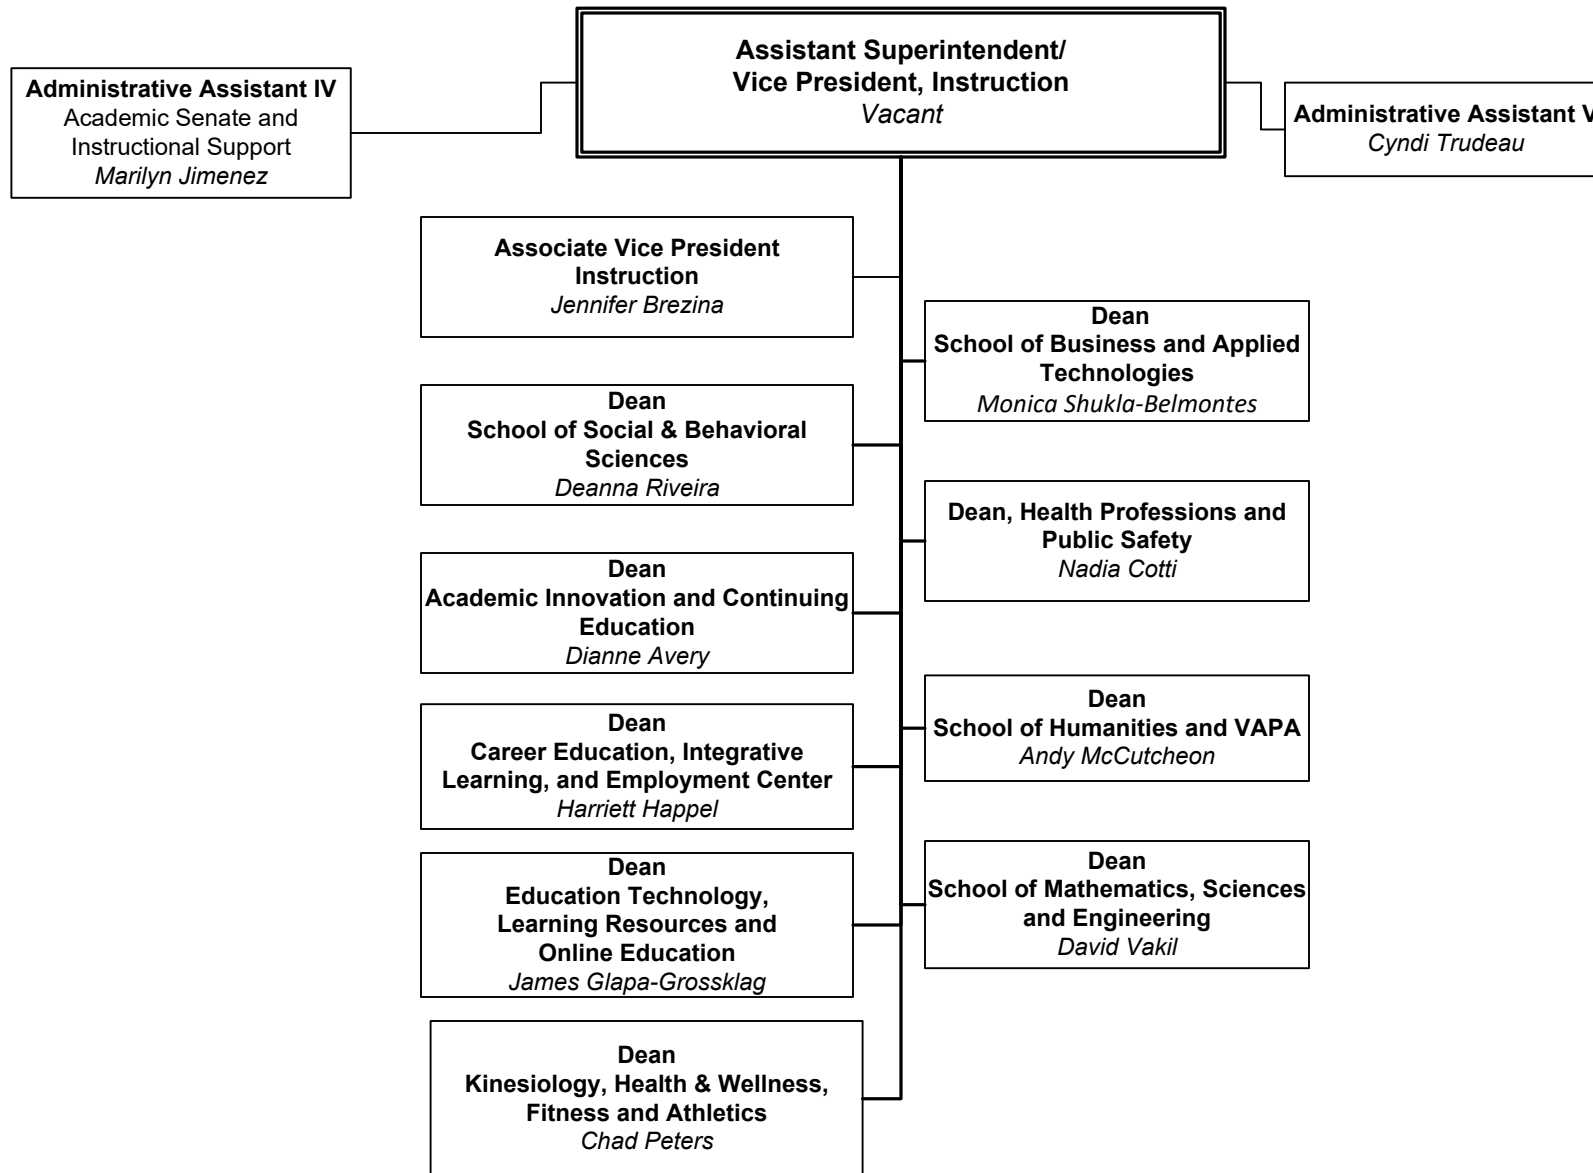 Assistant Superintendent/
Vice President, Instruction
Vacant
Administrative Assistant IV
Academic Senate and
Instructional Support
Marilyn Jimenez
Administrative Assistant V
Cyndi Trudeau
Associate Vice President
Instruction
Jennifer Brezina
Dean
School of Business and Applied
Technologies
Monica Shukla-Belmontes
Dean
School of Social & Behavioral
Sciences
Deanna Riveira
Dean, Health Professions and
Public Safety
Nadia Cotti
Dean
Academic Innovation and Continuing
Education
Dianne Avery
Dean
School of Humanities and VAPA
Andy McCutcheon
Dean
Career Education, Integrative
Learning, and Employment Center
Harriett Happel
Dean
School of Mathematics, Sciences
and Engineering
David Vakil
Dean
Education Technology,
Learning Resources and
Online Education
James Glapa-Grossklag
Dean
Kinesiology, Health & Wellness,
Fitness and Athletics
Chad Peters